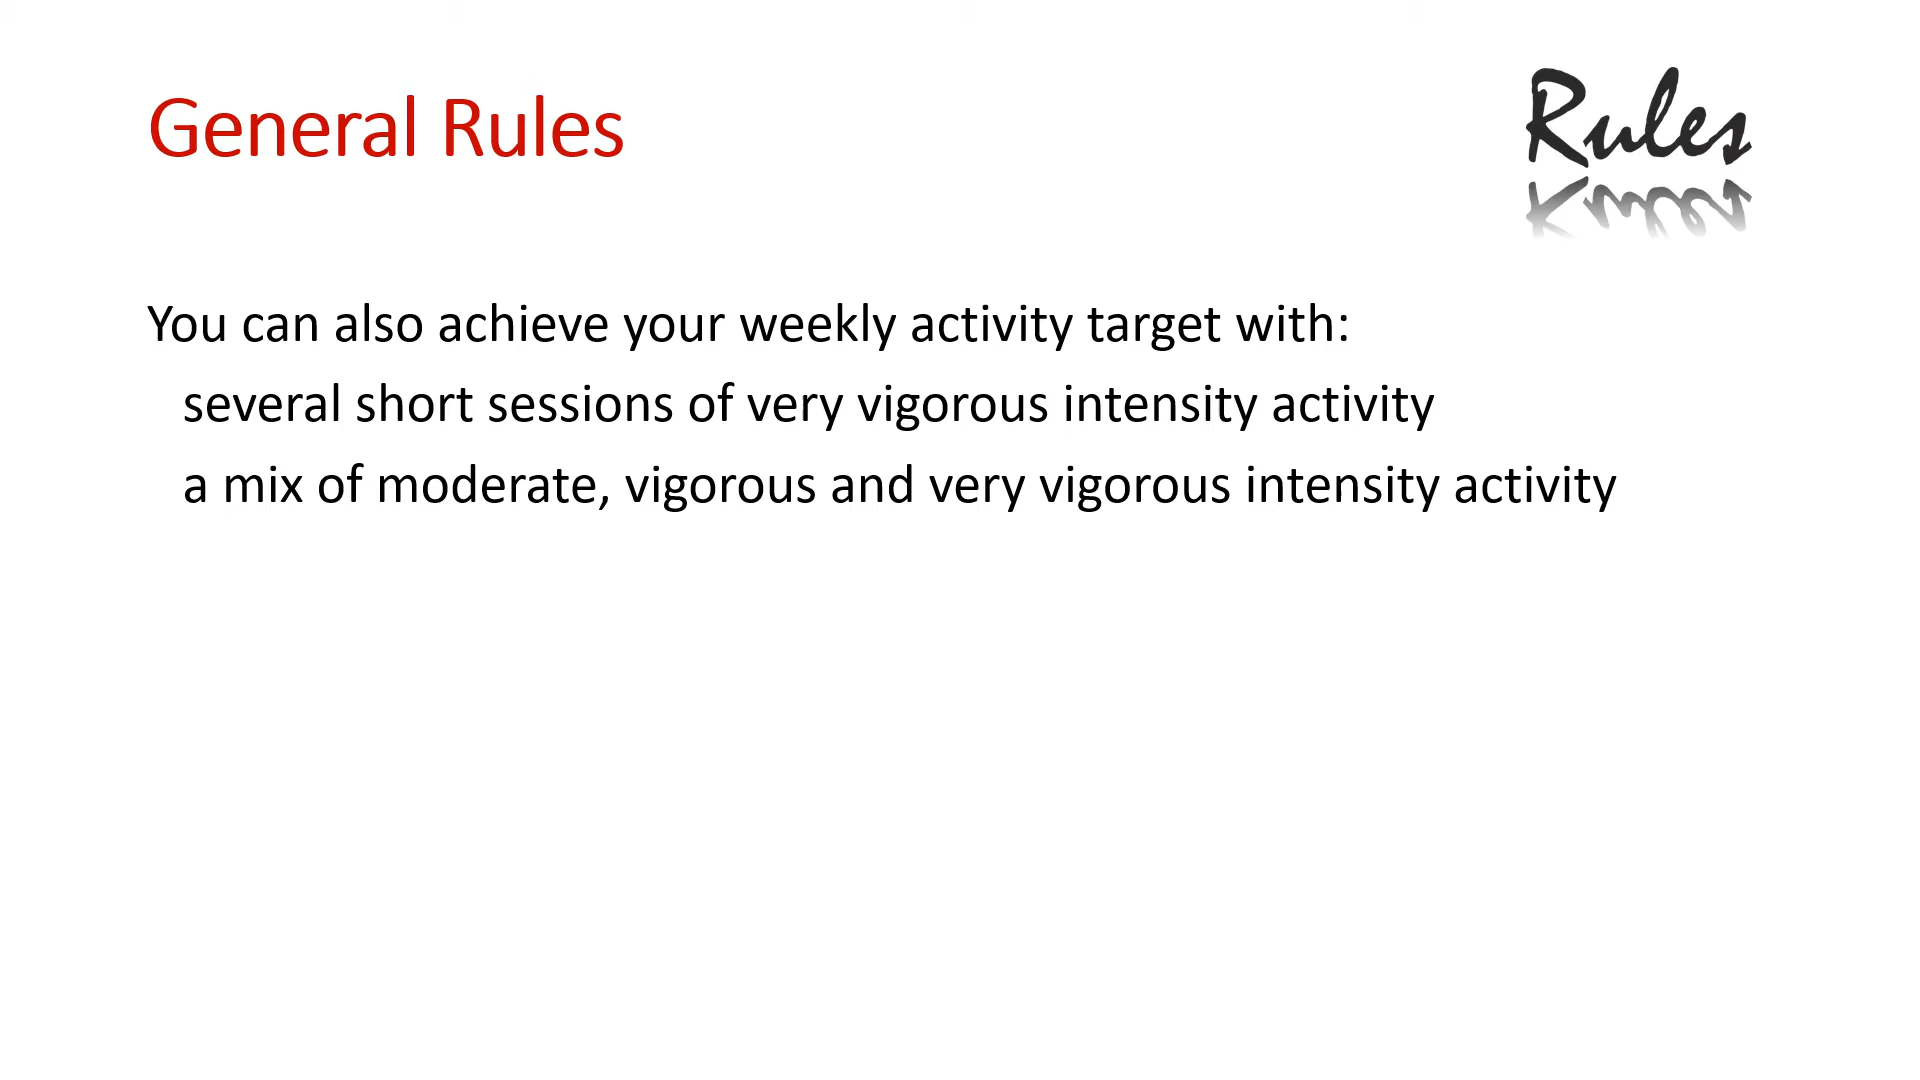 General Rules
Rules
You can also achieve your weekly activity target with:
several short sessions of very vigorous intensity activity
a mix of moderate, vigorous and very vigorous intensity activity